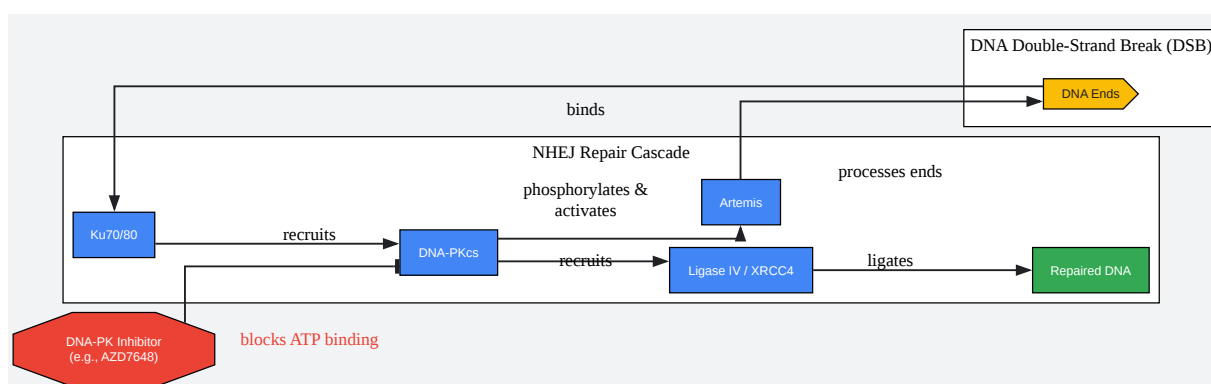 DNA Double-Strand Break (DSB)
DNA Ends
binds
NHEJ Repair Cascade
processes ends
phosphorylates &
activates
Artemis
Ku70/80
recruits
DNA-PKcs
recruits
Ligase IV / XRCC4
ligates
Repaired DNA
DNA-PK Inhibitor
(e.g., AZD7648)
blocks ATP binding